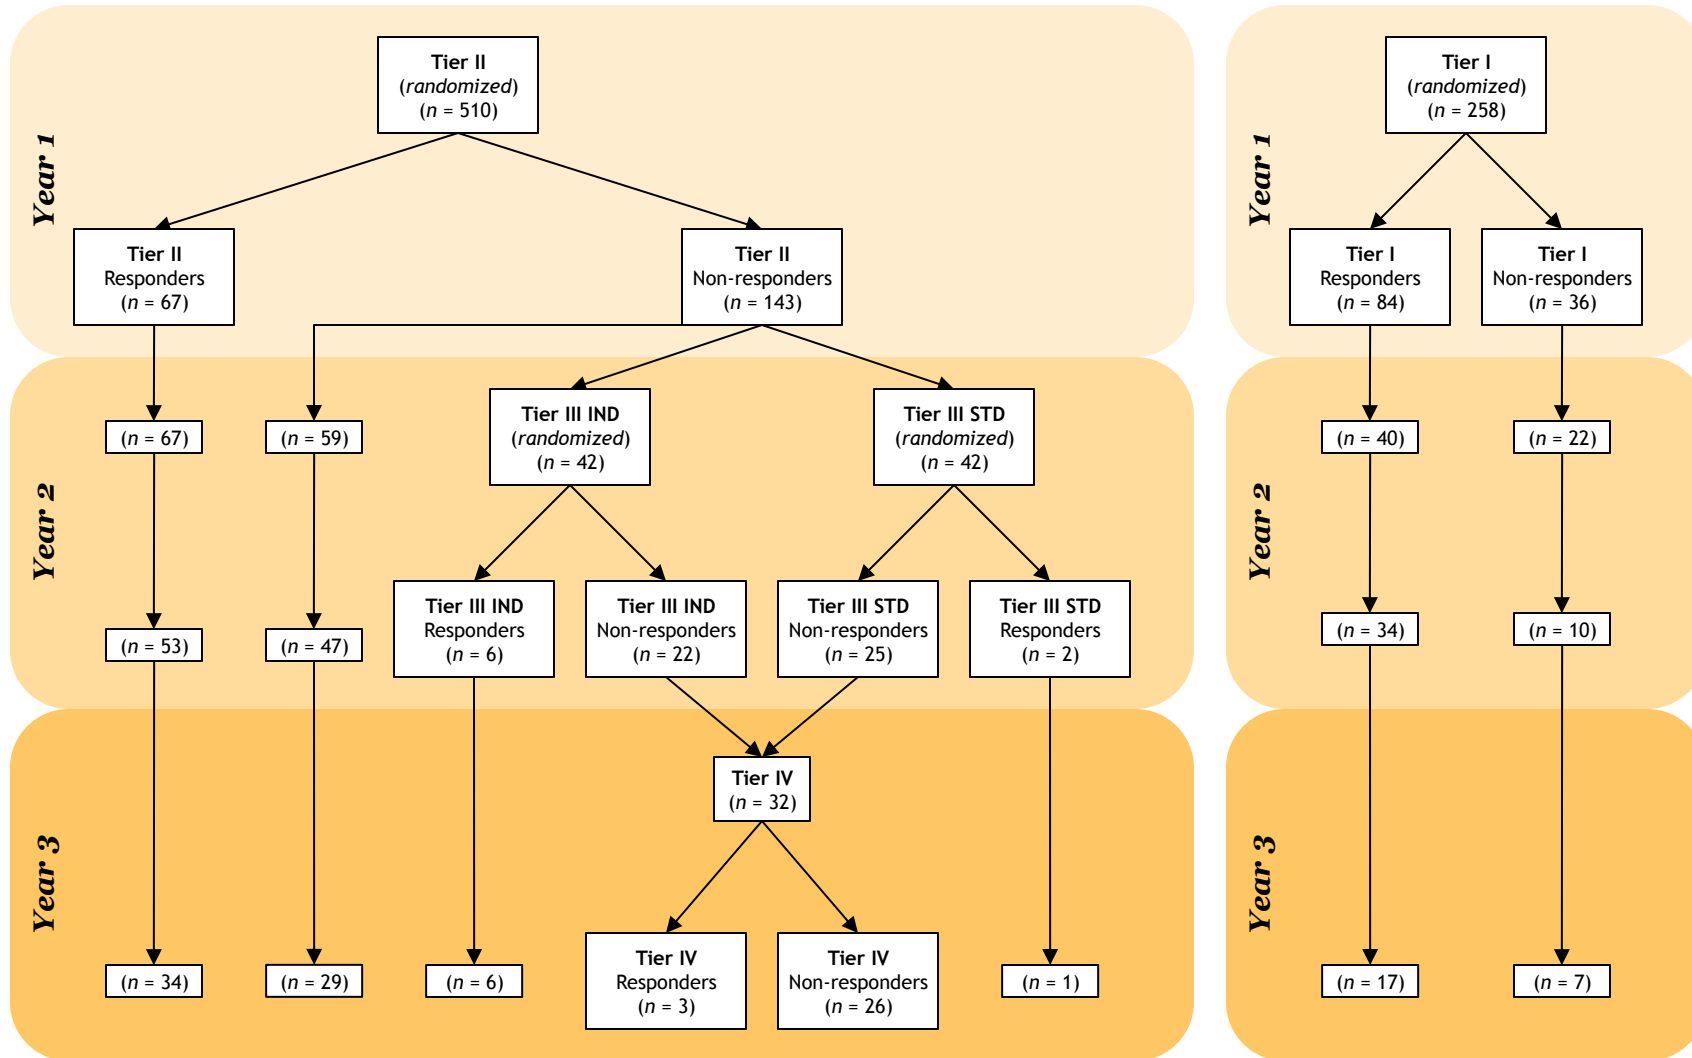 Year 1
Tier II
(randomized)
(n = 510)
Tier II
Responders
(n = 67)
Tier II
Non-responders
(n = 143)
Year 2
(n = 67)
(n = 59)
Tier III IND
(randomized)
(n = 42)
Tier III STD
(randomized)
(n = 42)
(n = 53)
(n = 47)
Tier III IND
Responders
(n = 6)
Tier III IND
Non-responders
(n = 22)
Tier III STD
Non-responders
(n = 25)
Tier III STD
Responders
(n = 2)
Year 3
Tier IV
(n = 32)
(n = 34)
(n = 29)
(n = 6)
Tier IV
Responders
(n = 3)
Tier IV
Non-responders
(n = 26)
(n = 1)
Year 1
Tier I
(randomized)
(n = 258)
Tier I
Responders
(n = 84)
Tier I
Non-responders
(n = 36)
Year 2
(n = 40)
(n = 22)
(n = 34)
(n = 10)
Year 3
(n = 17)
(n = 7)